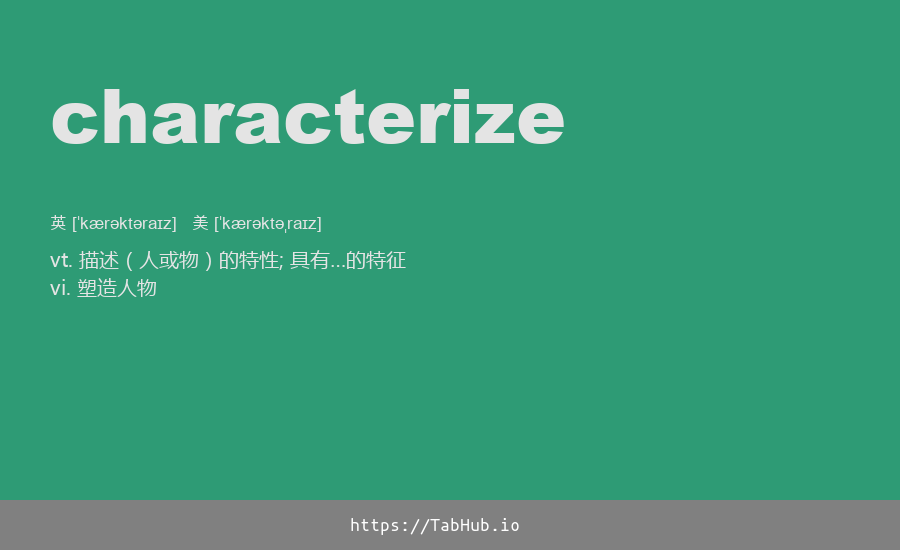 characterize
英 [ˈkærəktəraɪz] 美 [ˈkærəktəˌraɪz]
vt. 描述（人或物）的特性; 具有…的特征
vi. 塑造人物
https://TabHub.io